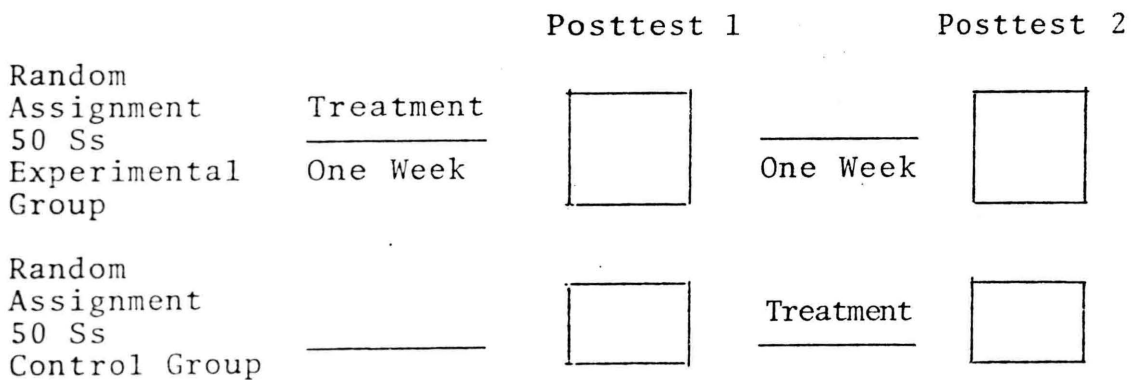 Posttest 1 Posttest 2
Random
Assignment Treatment
50 Ss
Experimental One Week One Week
Group
Random
Assignment
50 Ss Treatment
Control Group